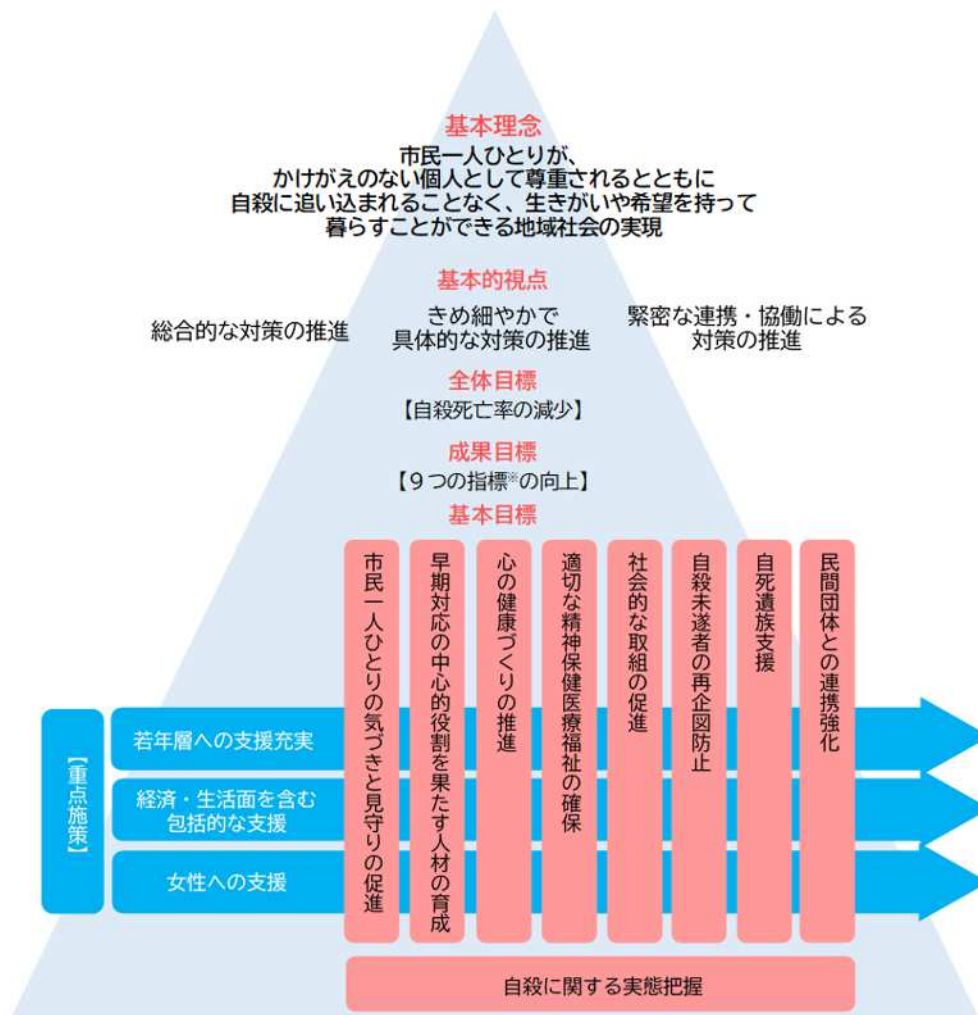 基本理念
市民一人ひとりが、
かけがえのない個人として尊重されるとともに
自殺に追い込まれることなく、生きがいや希望を持って
暮らすことができる地域社会の実現
基本的視点
総合的な対策の推進
きめ細やかで
具体的な対策の推進
緊密な連携・協働による
対策の推進
全体目標
【自殺死亡率の減少】
成果目標
【９つの指標※の向上】
基本目標
市民一人ひとりの気づきと見守りの促進
早期対応の中心的役割を果たす人材の育成
心の健康づくりの推進
適切な精神保健医療福祉の確保
社会的な取組の促進
自殺未遂者の再企図防止
自死遺族支援
民間団体との連携強化
【重点施策】
若年層への支援充実
経済・生活面を含む
包括的な支援
女性への支援
自殺に関する実態把握